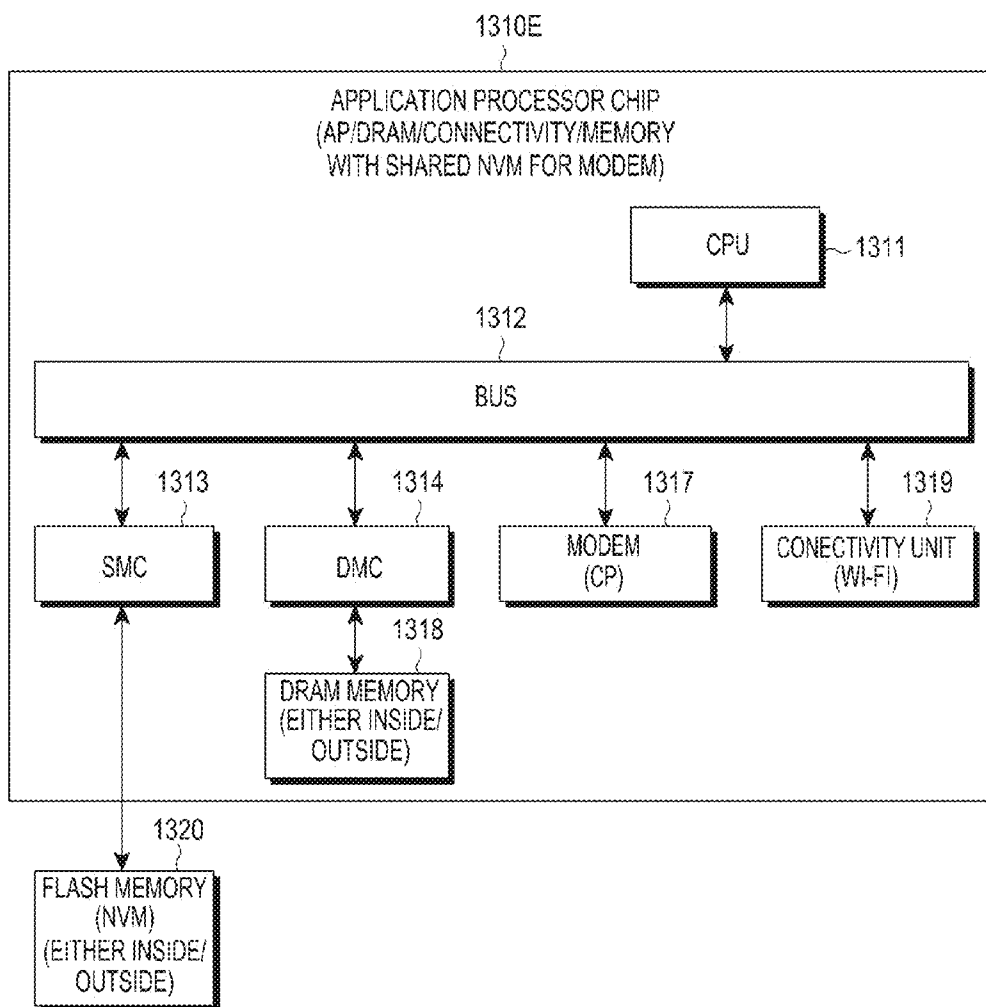 1310E
APPLICATION PROCESSOR CHIP
(AP/DRAM/CONNECTIVITY/MEMORY
WITH SHARED NVM FOR MODEM)
CPU
1311
1312
BUS
1313
SMC
1314
DMC
1317
MODEM
(CP)
1319
CONECTIVITY UNIT
(WI-FI)
1318
DRAM MEMORY
(EITHER INSIDE/
OUTSIDE)
1320
FLASH MEMORY
(NVM)
(EITHER INSIDE/
OUTSIDE)